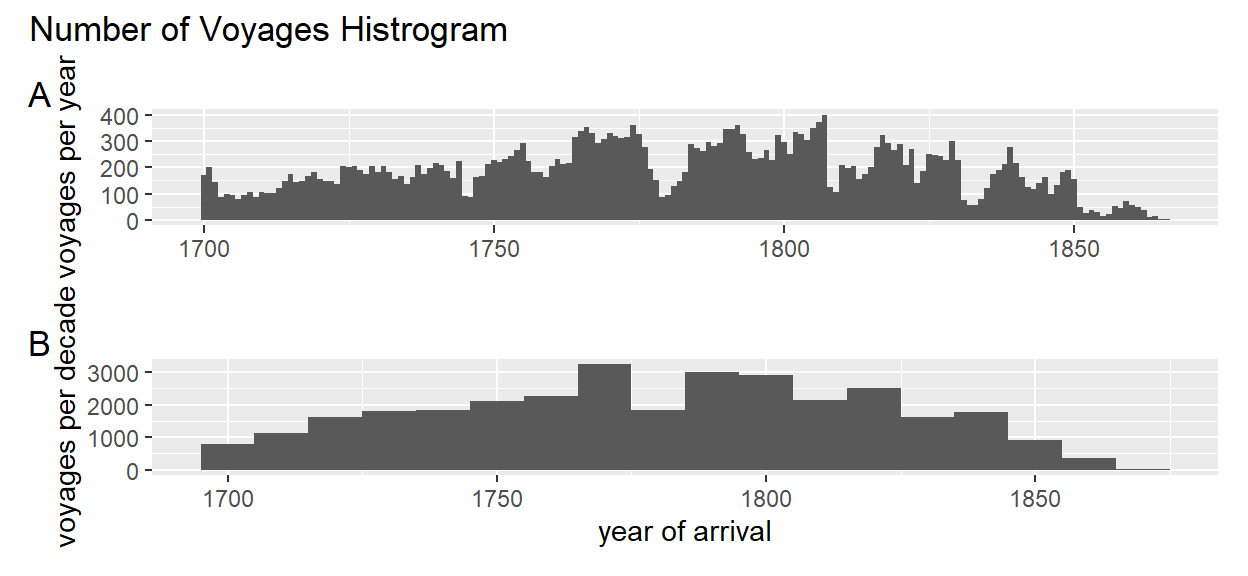 Number of Voyages Histrogram
A
voyages per year
400
300
200
100
0
1700 1750 1800 1850
B
voyages per decade
3000
2000
1000
0
1700 1750 1800 1850
year of arrival